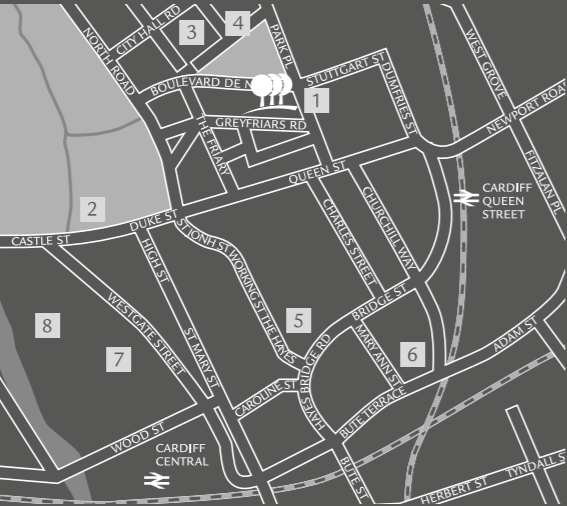 CITY HALL RD
3
4
NORTH ROAD
PARK PL
WEST GROVE
BOULEVARD DE N
STUTTGART ST
DUMFRIES ST
1
GREYFRIARS RD
THE FRIARY
NEWPORT ROA
FITZALAN PL
QUEEN ST
CARDIFF
QUEEN
STREET
2
CASTLE ST
DUKE ST
ST JONH ST
WORKING ST
THE HAYES
HIGH ST
CHARLES STREET
CHURCHILL WAY
WESTGATE STREET
ST MARY ST
5
BRIDGE ST
8
7
6
MARY ANN ST
ADAM ST
CAROLINE ST
HAYES BRIDGE RD
BUTE TERRACE
WOOD ST
CARDIFF
CENTRAL
BUTE ST
HERBERT ST
TYNDALL S